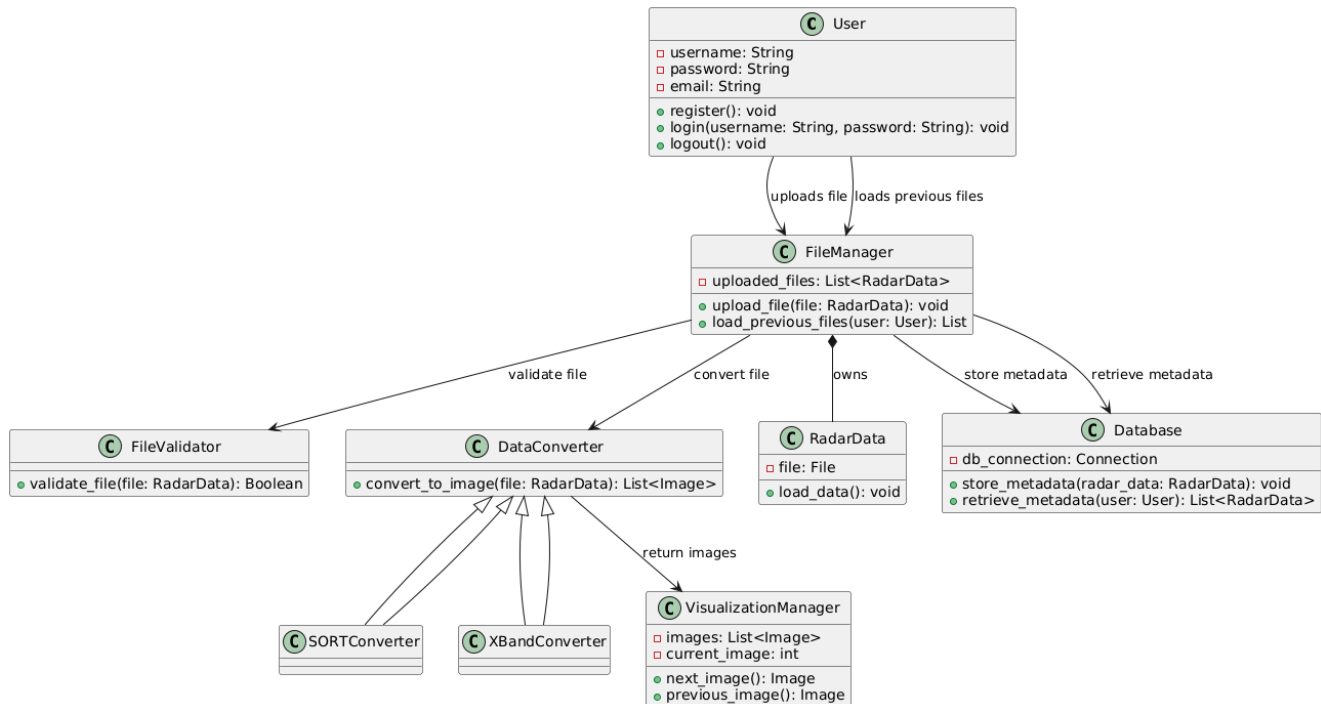 C User
username: String
password: String
email: String
register(): void
login(username: String, password: String): void
logout(): void
uploads file
loads previous files
C FileManager
uploaded_files: List<RadarData>
upload_file(file: RadarData): void
load_previous_files(user: User): List
validate file
convert file
owns
store metadata
retrieve metadata
C FileValidator
validate_file(file: RadarData): Boolean
C DataConverter
convert_to_image(file: RadarData): List<Image>
C RadarData
file: File
load_data(): void
C Database
db_connection: Connection
store_metadata(radar_data: RadarData): void
retrieve_metadata(user: User): List<RadarData>
return images
C SORTConverter
C XBandConverter
C VisualizationManager
images: List<Image>
current_image: int
next_image(): Image
previous_image(): Image